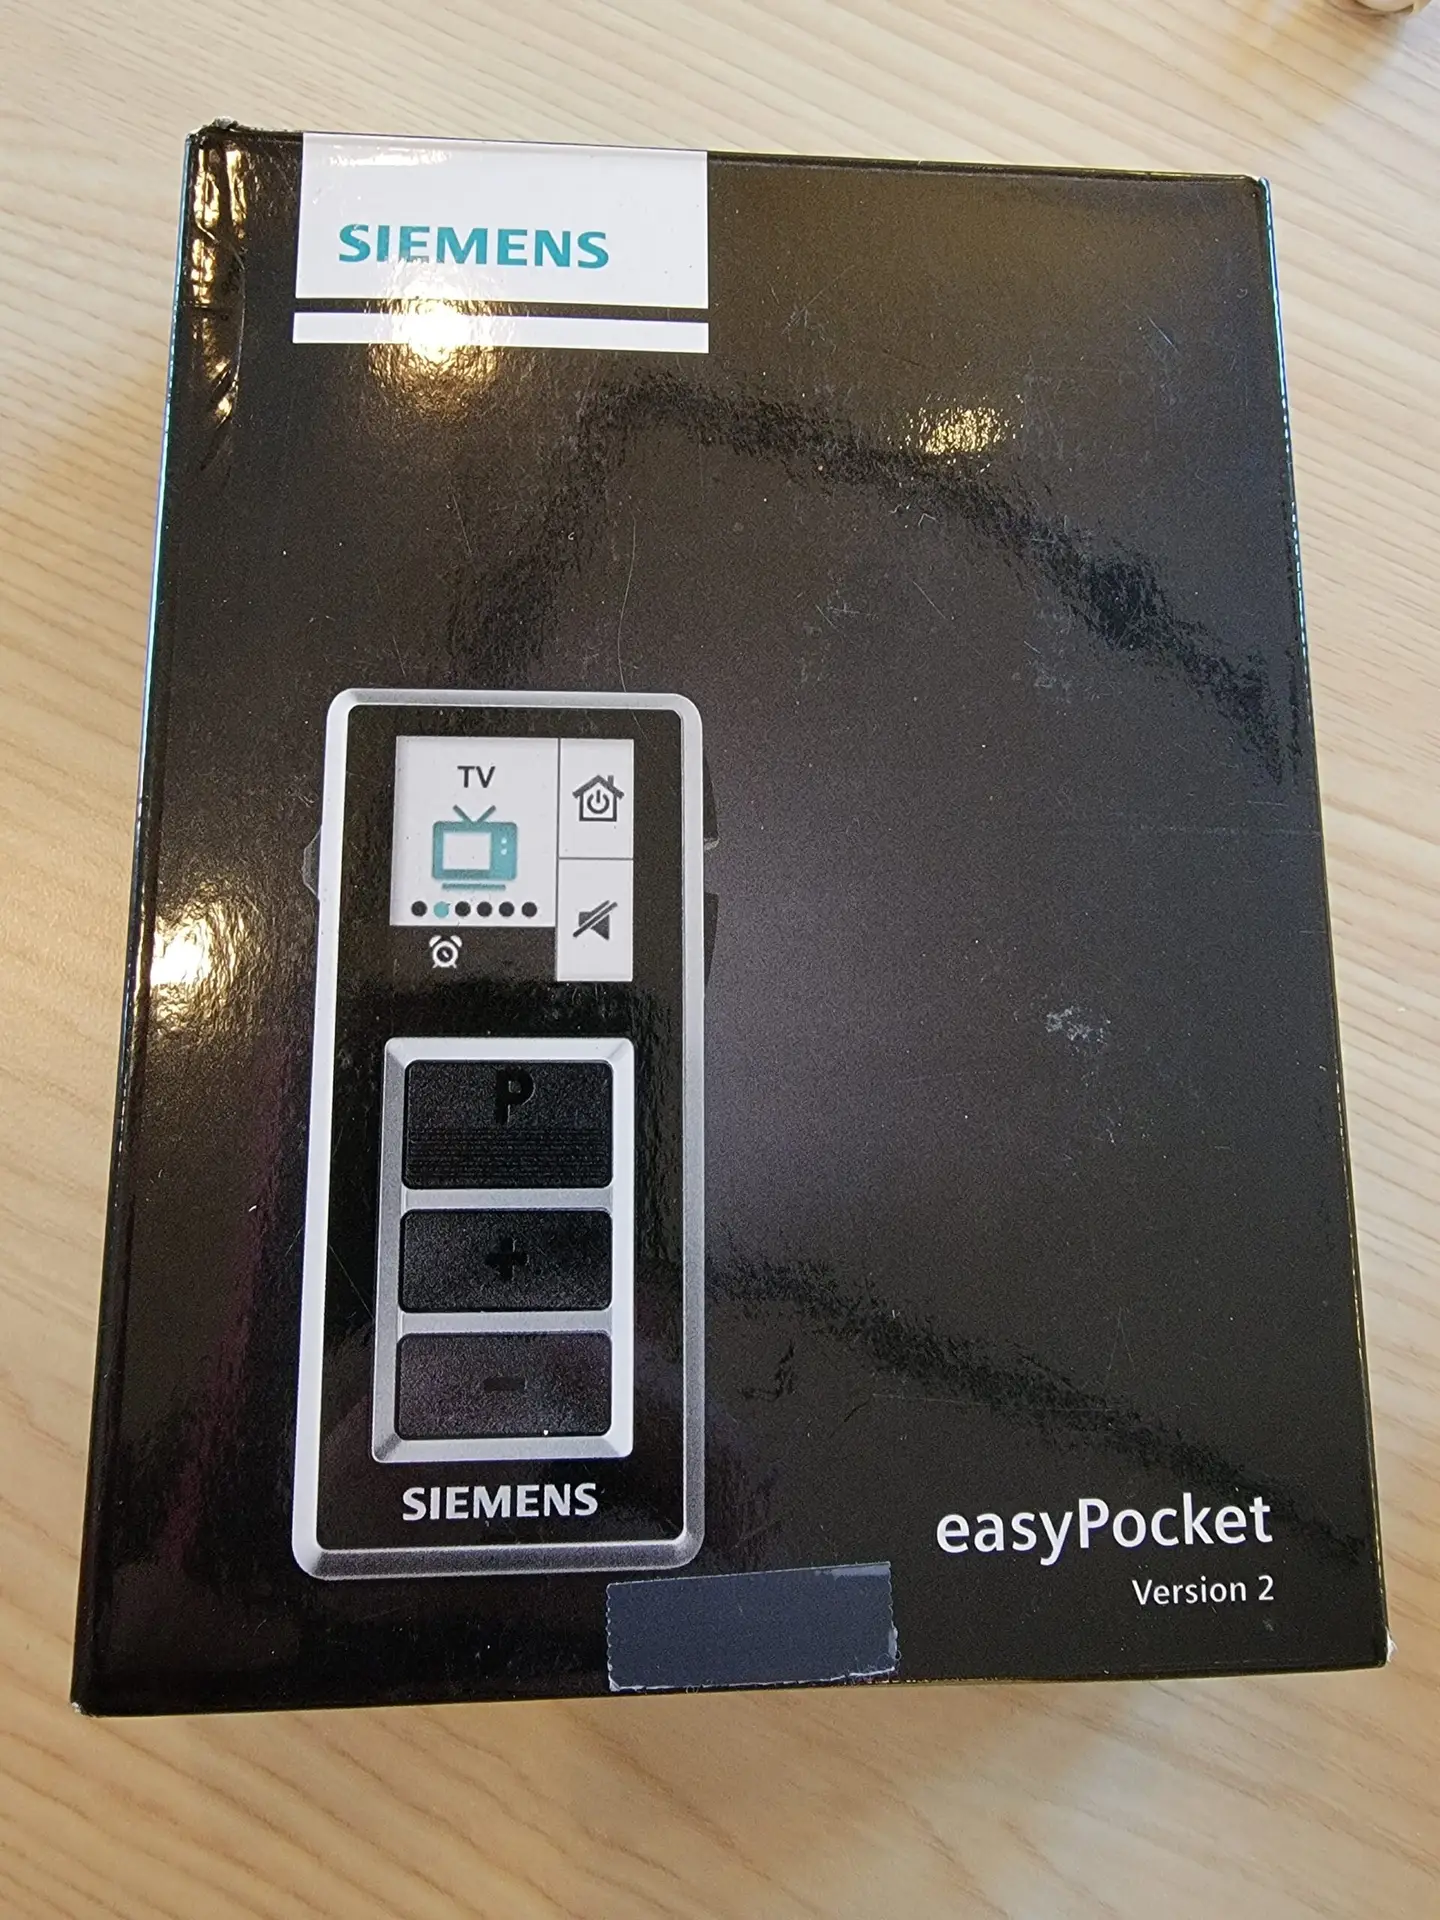 SIEMENS
TV
P
+
-
SIEMENS
easyPocket
Version 2